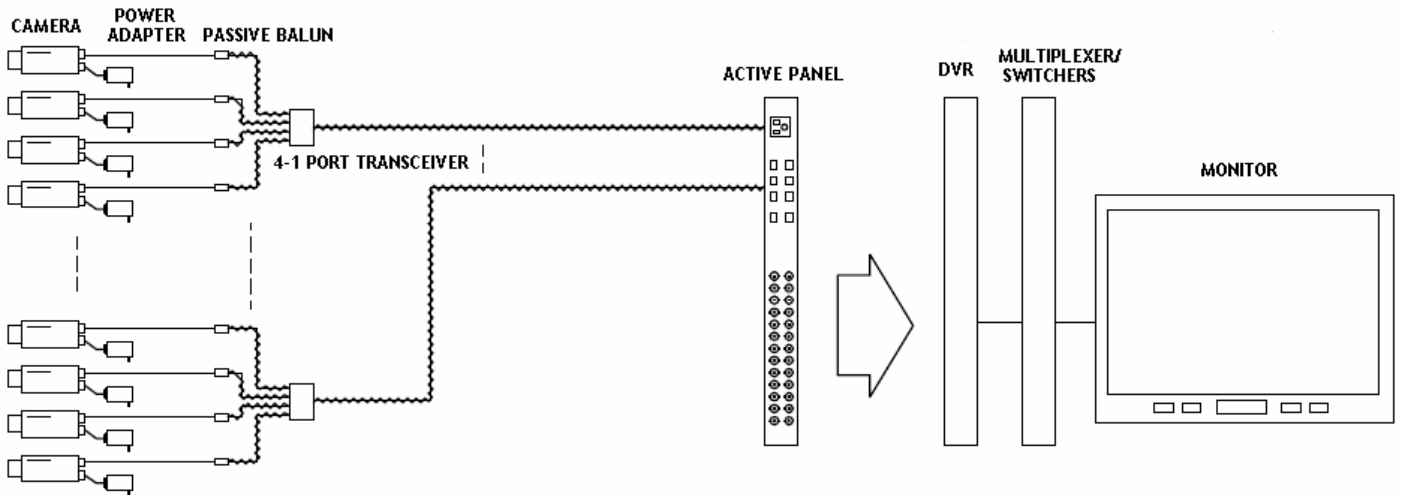 CAMERA
POWER
ADAPTER
PASSIVE BALUN
4-1 PORT TRANSCEIVER
ACTIVE PANEL
DVR
MULTIPLEXER/
SWITCHERS
MONITOR